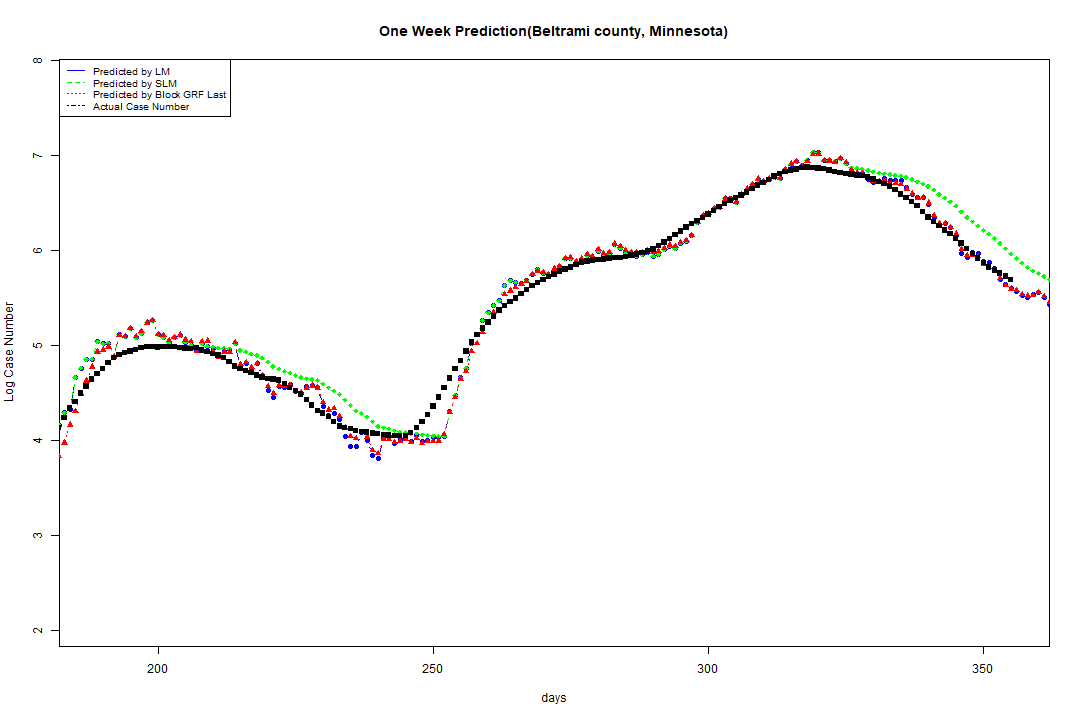 One Week Prediction(Beltrami county, Minnesota)
Predicted by LM
Predicted by SLM
Predicted by Block GRF Last
Actual Case Number
8
7
6
5
4
3
2
Log Case Number
200 250 300 350
days